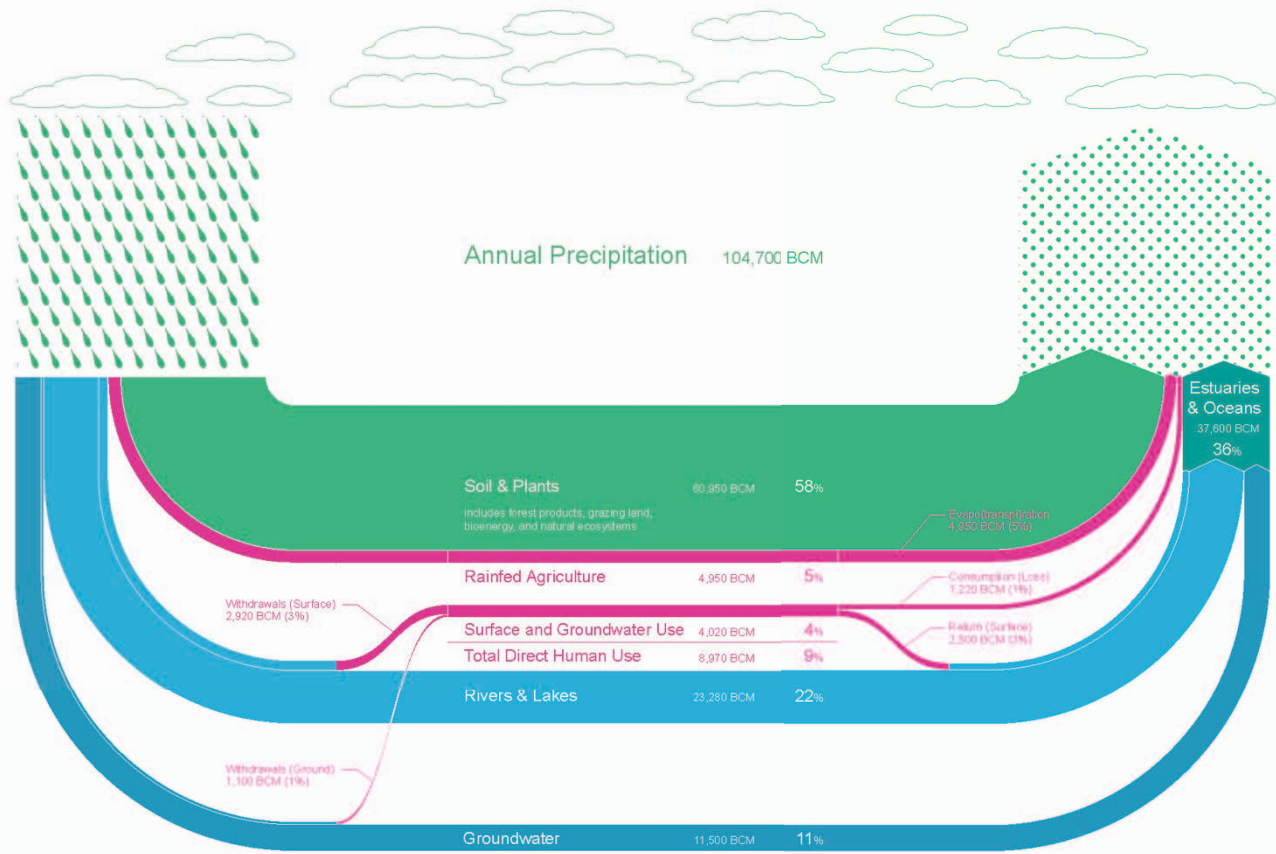 Annual Precipitation 104,700 BCM
Estuaries
& Oceans
37,600 BCM
36%
Soil & Plants 60,950 BCM 58%
includes forest products, grazing land,
bioenergy, and natural ecosystems
Evapo(transpi)ration
4,950 BCM (5%)
Rainfed Agriculture 4,950 BCM 5%
Consumption (Loss)
1,220 BCM (1%)
Withdrawals (Surface)
2,920 BCM (3%)
Surface and Groundwater Use 4,020 BCM 4%
Return (Surface)
2,800 BCM (3%)
Total Direct Human Use 8,970 BCM 9%
Rivers & Lakes 23,280 BCM 22%
Withdrawals (Ground)
1,100 BCM (1%)
Groundwater 11,500 BCM 11%